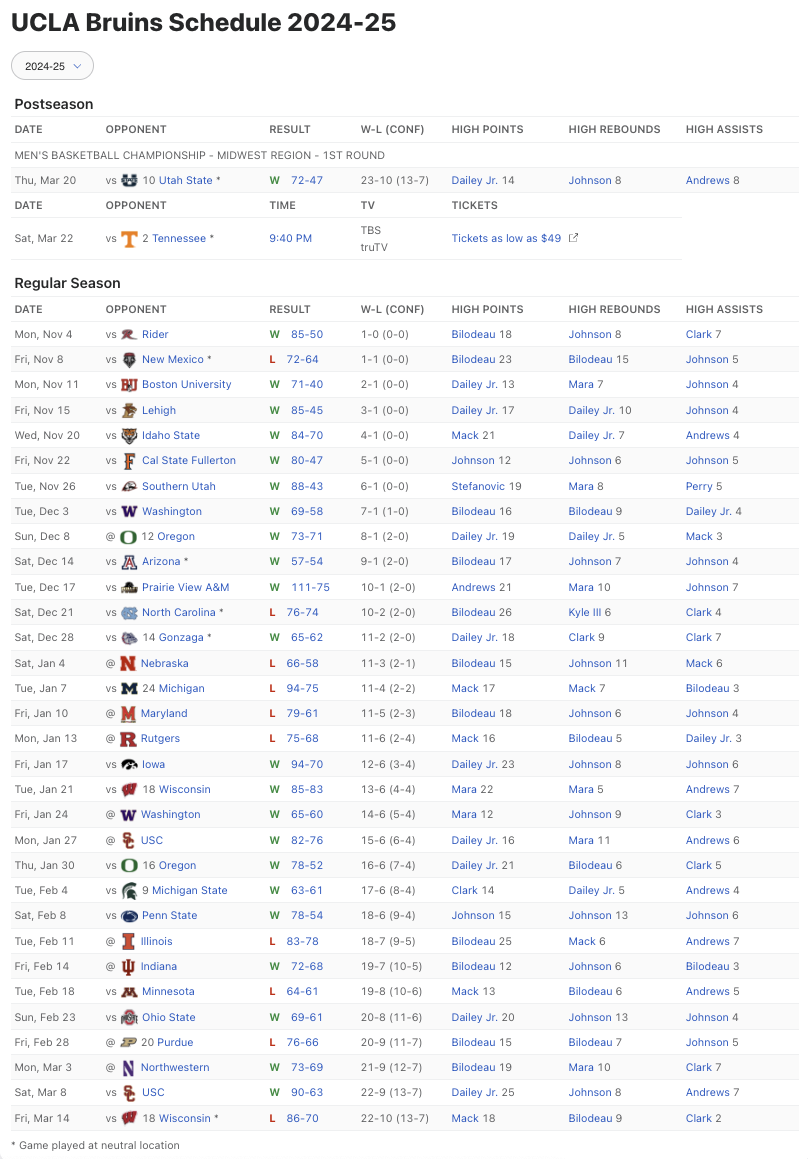 UCLA Bruins Schedule 2024-25
2024-25
Postseason
DATE OPPONENT RESULT W-L (CONF) HIGH POINTS HIGH REBOUNDS HIGH ASSISTS
MEN'S BASKETBALL CHAMPIONSHIP - MIDWEST REGION - 1ST ROUND
Thu, Mar 20 vs 10 Utah State * W 72-47 23-10 (13-7) Dailey Jr. 14 Johnson 8 Andrews 8
DATE OPPONENT TIME TV TICKETS
Sat, Mar 22 vs 2 Tennessee * 9:40 PM TBS truTV Tickets as low as $49
Regular Season
DATE OPPONENT RESULT W-L (CONF) HIGH POINTS HIGH REBOUNDS HIGH ASSISTS
Mon, Nov 4 vs Rider W 85-50 1-0 (0-0) Bilodeau 18 Johnson 8 Clark 7
Fri, Nov 8 vs New Mexico * L 72-64 1-1 (0-0) Bilodeau 23 Bilodeau 15 Johnson 5
Mon, Nov 11 vs Boston University W 71-40 2-1 (0-0) Dailey Jr. 13 Mara 7 Johnson 4
Fri, Nov 15 vs Lehigh W 85-45 3-1 (0-0) Dailey Jr. 17 Dailey Jr. 10 Johnson 4
Wed, Nov 20 vs Idaho State W 84-70 4-1 (0-0) Mack 21 Dailey Jr. 7 Andrews 4
Fri, Nov 22 vs Cal State Fullerton W 80-47 5-1 (0-0) Johnson 12 Johnson 6 Johnson 5
Tue, Nov 26 vs Southern Utah W 88-43 6-1 (0-0) Stefanovic 19 Mara 8 Perry 5
Tue, Dec 3 vs Washington W 69-58 7-1 (1-0) Bilodeau 16 Bilodeau 9 Dailey Jr. 4
Sun, Dec 8 @ 12 Oregon W 73-71 8-1 (2-0) Dailey Jr. 19 Dailey Jr. 5 Mack 3
Sat, Dec 14 vs Arizona * W 57-54 9-1 (2-0) Bilodeau 17 Johnson 7 Johnson 4
Tue, Dec 17 vs Prairie View A&M W 111-75 10-1 (2-0) Andrews 21 Mara 10 Johnson 7
Sat, Dec 21 vs North Carolina * L 76-74 10-2 (2-0) Bilodeau 26 Kyle III 6 Clark 4
Sat, Dec 28 vs 14 Gonzaga * W 65-62 11-2 (2-0) Dailey Jr. 18 Clark 9 Clark 7
Sat, Jan 4 @ Nebraska L 66-58 11-3 (2-1) Bilodeau 15 Johnson 11 Mack 6
Tue, Jan 7 vs 24 Michigan L 94-75 11-4 (2-2) Mack 17 Mack 7 Bilodeau 3
Fri, Jan 10 @ Maryland L 79-61 11-5 (2-3) Bilodeau 18 Johnson 6 Johnson 4
Mon, Jan 13 @ Rutgers L 75-68 11-6 (2-4) Mack 16 Bilodeau 5 Dailey Jr. 3
Fri, Jan 17 vs Iowa W 94-70 12-6 (3-4) Dailey Jr. 23 Johnson 8 Johnson 6
Tue, Jan 21 vs 18 Wisconsin W 85-83 13-6 (4-4) Mara 22 Mara 5 Andrews 7
Fri, Jan 24 @ Washington W 65-60 14-6 (5-4) Mara 12 Johnson 9 Clark 3
Mon, Jan 27 @ USC W 82-76 15-6 (6-4) Dailey Jr. 16 Mara 11 Andrews 6
Thu, Jan 30 vs 16 Oregon W 78-52 16-6 (7-4) Dailey Jr. 21 Bilodeau 6 Clark 5
Tue, Feb 4 vs 9 Michigan State W 63-61 17-6 (8-4) Clark 14 Dailey Jr. 5 Andrews 4
Sat, Feb 8 vs Penn State W 78-54 18-6 (9-4) Johnson 15 Johnson 13 Johnson 6
Tue, Feb 11 @ Illinois L 83-78 18-7 (9-5) Bilodeau 25 Mack 6 Andrews 7
Fri, Feb 14 @ Indiana W 72-68 19-7 (10-5) Bilodeau 12 Johnson 6 Bilodeau 3
Tue, Feb 18 vs Minnesota L 64-61 19-8 (10-6) Mack 13 Bilodeau 6 Andrews 5
Sun, Feb 23 vs Ohio State W 69-61 20-8 (11-6) Dailey Jr. 20 Johnson 13 Johnson 4
Fri, Feb 28 @ 20 Purdue L 76-66 20-9 (11-7) Bilodeau 15 Bilodeau 7 Johnson 5
Mon, Mar 3 @ Northwestern W 73-69 21-9 (12-7) Bilodeau 19 Mara 10 Clark 7
Sat, Mar 8 vs USC W 90-63 22-9 (13-7) Dailey Jr. 25 Johnson 8 Andrews 7
Fri, Mar 14 vs 18 Wisconsin * L 86-70 22-10 (13-7) Mack 18 Bilodeau 9 Clark 2
* Game played at neutral location